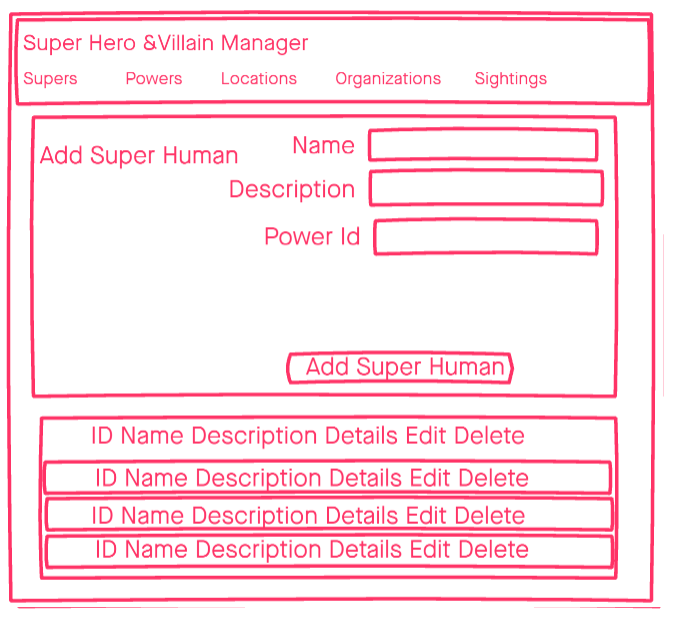 Super Hero &Villain Manager
Supers Powers Locations Organizations Sightings
Add Super Human
Name
Description
Power Id
Add Super Human
ID Name Description Details Edit Delete
ID Name Description Details Edit Delete
ID Name Description Details Edit Delete
ID Name Description Details Edit Delete